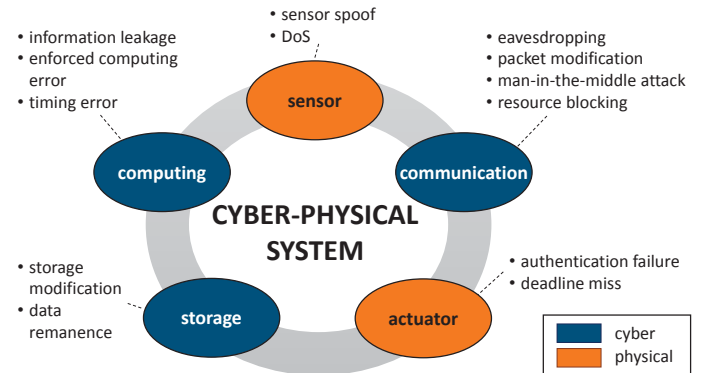 • sensor spoof
• DoS
• information leakage
• enforced computing
error
• timing error
• eavesdropping
• packet modification
• man-in-the-middle attack
• resource blocking
sensor
computing
communication
CYBER-PHYSICAL
SYSTEM
• storage
modification
• data
remanence
• authentication failure
• deadline miss
storage
actuator
cyber
physical